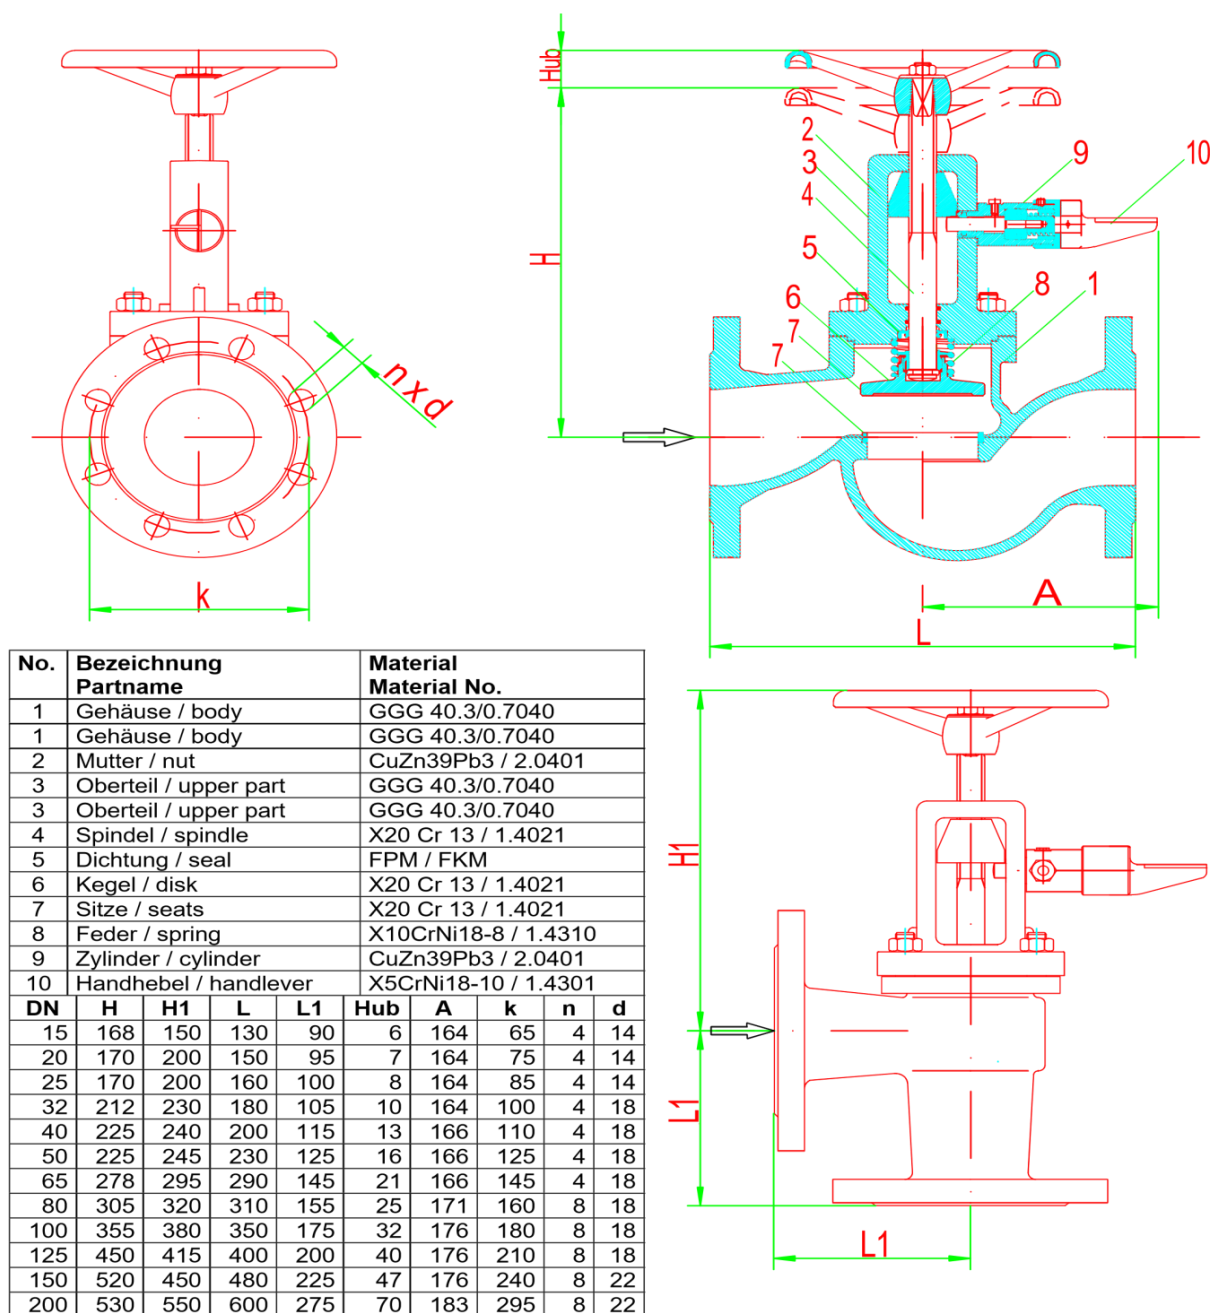 Hub
H
2
3
4
5
6
7
7
8
1
9
10
n x d
k
A
L
No. Bezeichnung Material
Partname Material No.
1 Gehäuse / body GGG 40.3/0.7040
1 Gehäuse / body GGG 40.3/0.7040
2 Mutter / nut CuZn39Pb3 / 2.0401
3 Oberteil / upper part GGG 40.3/0.7040
3 Oberteil / upper part GGG 40.3/0.7040
4 Spindel / spindle X20 Cr 13 / 1.4021
5 Dichtung / seal FPM / FKM
6 Kegel / disk X20 Cr 13 / 1.4021
7 Sitze / seats X20 Cr 13 / 1.4021
8 Feder / spring X10CrNi18-8 / 1.4310
9 Zylinder / cylinder CuZn39Pb3 / 2.0401
10 Handhebel / handlever X5CrNi18-10 / 1.4301
DN H H1 L L1 Hub A k n d
15 168 150 130 90 6 164 65 4 14
20 170 200 150 95 7 164 75 4 14
25 170 200 160 100 8 164 85 4 14
32 212 230 180 105 10 164 100 4 18
40 225 240 200 115 13 166 110 4 18
50 225 245 230 125 16 166 125 4 18
65 278 295 290 145 21 166 145 4 18
80 305 320 310 155 25 171 160 8 18
100 355 380 350 175 32 176 180 8 18
125 450 415 400 200 40 176 210 8 18
150 520 450 480 225 47 176 240 8 22
200 530 550 600 275 70 183 295 8 22
H1
L1
L1